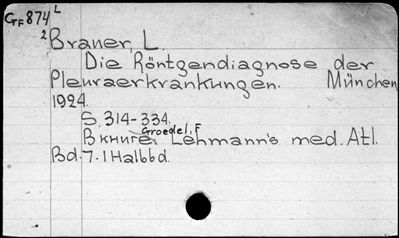 GF 874 L
2 Brauer, L.
Die Röntgendiagnose der
Pleuraerkrankungen. München,
1924.
S. 314-334.
В книге: Groedel, F
Lehmann's med. Atl.
Bd. 7. 1 Halbbd.